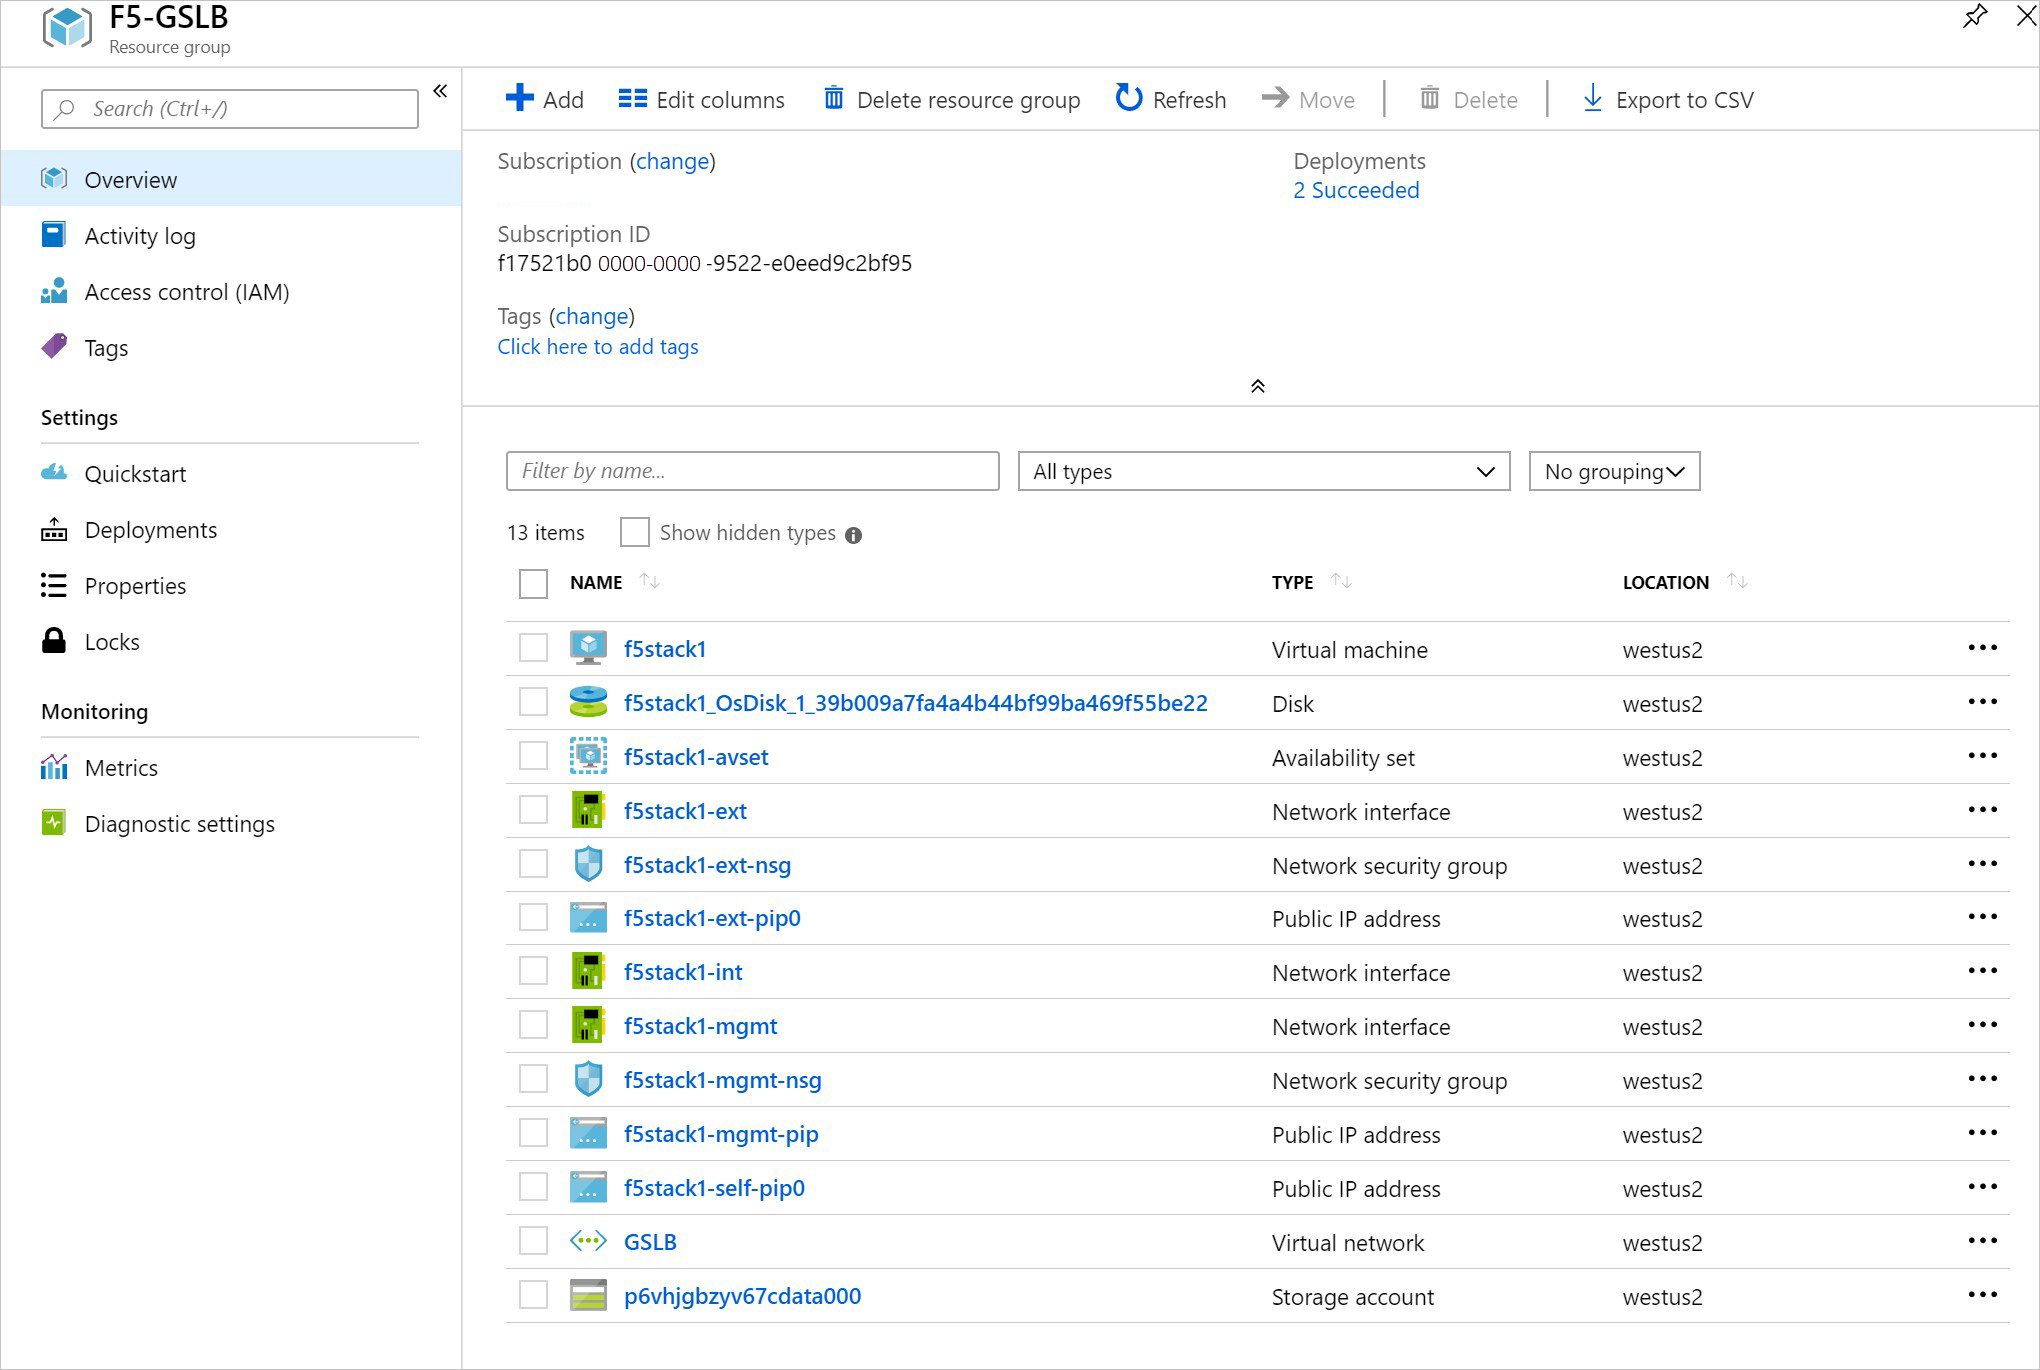 F5-GSLB
Resource group
Search (Ctrl+/)
Overview
Activity log
Access control (IAM)
Tags
Settings
Quickstart
Deployments
Properties
Locks
Monitoring
Metrics
Diagnostic settings
Add Edit columns Delete resource group Refresh Move Delete Export to CSV
Subscription (change)
Deployments
2 Succeeded
Subscription ID
f17521b0 0000-0000 -9522-e0eed9c2bf95
Tags (change)
Click here to add tags
Filter by name... All types No grouping
13 items Show hidden types
NAME TYPE LOCATION
f5stack1 Virtual machine westus2
f5stack1_OsDisk_1_39b009a7fa4a4b44bf99ba469f55be22 Disk westus2
f5stack1-avset Availability set westus2
f5stack1-ext Network interface westus2
f5stack1-ext-nsg Network security group westus2
f5stack1-ext-pip0 Public IP address westus2
f5stack1-int Network interface westus2
f5stack1-mgmt Network interface westus2
f5stack1-mgmt-nsg Network security group westus2
f5stack1-mgmt-pip Public IP address westus2
f5stack1-self-pip0 Public IP address westus2
GSLB Virtual network westus2
p6vhjgbzyv67cdata000 Storage account westus2